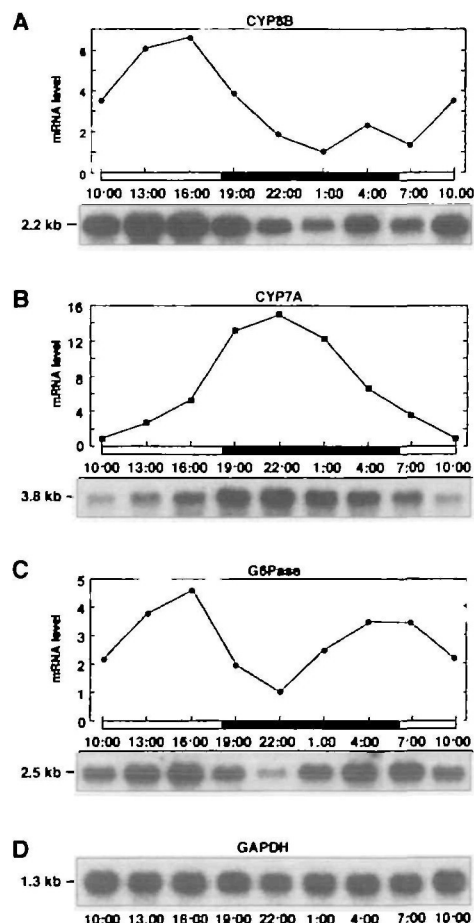 A
CYP8B
mRNA level
6
4
2
0
10:00 13:00 16:00 19:00 22:00 1:00 4:00 7:00 10.00
2.2 kb
B
CYP7A
mRNA level
16
12
8
4
0
10:00 13:00 16:00 19:00 22:00 1:00 4:00 7:00 10:00
3.8 kb
C
G6Pase
mRNA level
5
4
3
2
1
0
10:00 13:00 16:00 19:00 22:00 1.00 4:00 7:00 10:00
2.5 kb
D
GAPDH
1.3 kb
10:00 13.00 16.00 19:00 22:00 1:00 4:00 7:00 10:00